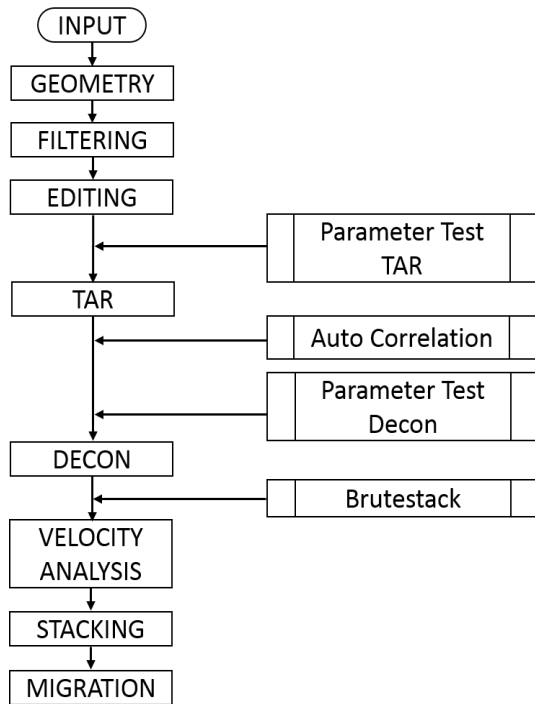 INPUT
GEOMETRY
FILTERING
EDITING
Parameter Test
TAR
TAR
Auto Correlation
Parameter Test
Decon
DECON
Brutestack
VELOCITY
ANALYSIS
STACKING
MIGRATION